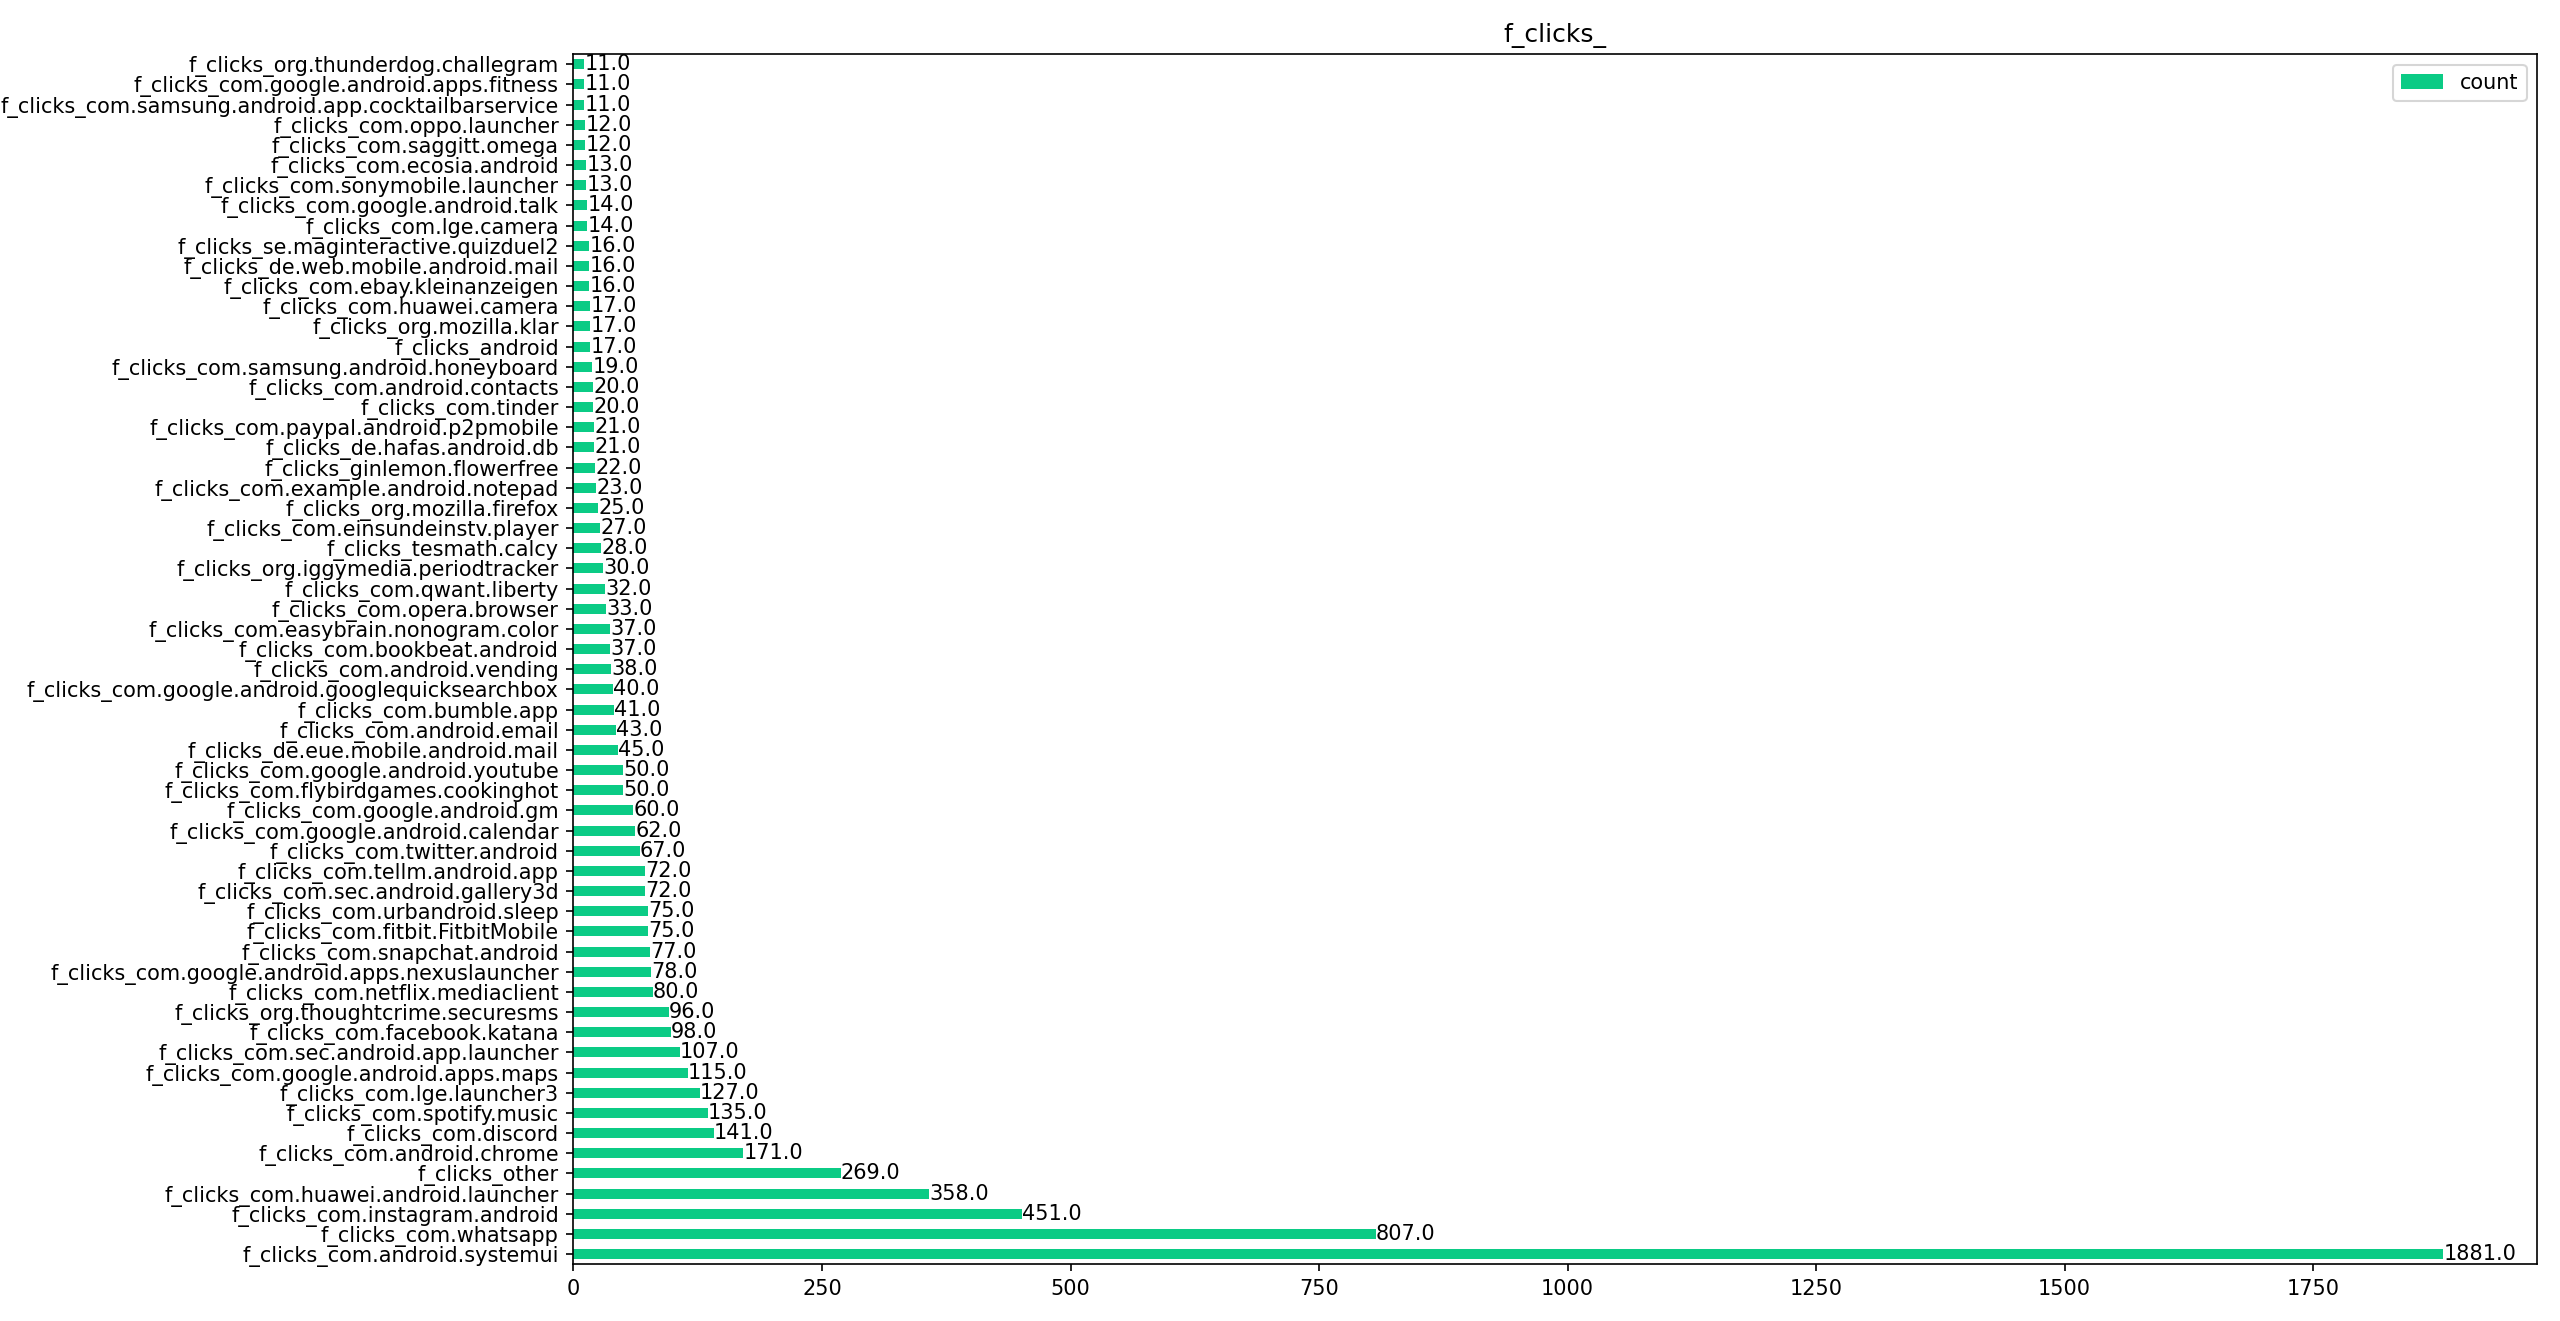 f_clicks_
count
f_clicks_org.thunderdog.challegram 11.0
f_clicks_com.google.android.apps.fitness 11.0
f_clicks_com.samsung.android.app.cocktailbarservice 11.0
f_clicks_com.oppo.launcher 12.0
f_clicks_com.saggitt.omega 12.0
f_clicks_com.ecosia.android 13.0
f_clicks_com.sonymobile.launcher 13.0
f_clicks_com.google.android.talk 14.0
f_clicks_com.lge.camera 14.0
f_clicks_se.maginteractive.quizduel2 16.0
f_clicks_de.web.mobile.android.mail 16.0
f_clicks_com.ebay.kleinanzeigen 16.0
f_clicks_com.huawei.camera 17.0
f_clicks_org.mozilla.klar 17.0
f_clicks_android 17.0
f_clicks_com.samsung.android.honeyboard 19.0
f_clicks_com.android.contacts 20.0
f_clicks_com.tinder 20.0
f_clicks_com.paypal.android.p2pmobile 21.0
f_clicks_de.hafas.android.db 21.0
f_clicks_ginlemon.flowerfree 22.0
f_clicks_com.example.android.notepad 23.0
f_clicks_org.mozilla.firefox 25.0
f_clicks_com.einsundeinstv.player 27.0
f_clicks_tesmath.calcy 28.0
f_clicks_org.iggymedia.periodtracker 30.0
f_clicks_com.qwant.liberty 32.0
f_clicks_com.opera.browser 33.0
f_clicks_com.easybrain.nonogram.color 37.0
f_clicks_com.bookbeat.android 37.0
f_clicks_com.android.vending 38.0
f_clicks_com.google.android.googlequicksearchbox 40.0
f_clicks_com.bumble.app 41.0
f_clicks_com.android.email 43.0
f_clicks_de.eue.mobile.android.mail 45.0
f_clicks_com.google.android.youtube 50.0
f_clicks_com.flybirdgames.cookinghot 50.0
f_clicks_com.google.android.gm 60.0
f_clicks_com.google.android.calendar 62.0
f_clicks_com.twitter.android 67.0
f_clicks_com.tellm.android.app 72.0
f_clicks_com.sec.android.gallery3d 72.0
f_clicks_com.urbandroid.sleep 75.0
f_clicks_com.fitbit.FitbitMobile 75.0
f_clicks_com.snapchat.android 77.0
f_clicks_com.google.android.apps.nexuslauncher 78.0
f_clicks_com.netflix.mediaclient 80.0
f_clicks_org.thoughtcrime.securesms 96.0
f_clicks_com.facebook.katana 98.0
f_clicks_com.sec.android.app.launcher 107.0
f_clicks_com.google.android.apps.maps 115.0
f_clicks_com.lge.launcher3 127.0
f_clicks_com.spotify.music 135.0
f_clicks_com.discord 141.0
f_clicks_com.android.chrome 171.0
f_clicks_other 269.0
f_clicks_com.huawei.android.launcher 358.0
f_clicks_com.instagram.android 451.0
f_clicks_com.whatsapp 807.0
f_clicks_com.android.systemui 1881.0
0 250 500 750 1000 1250 1500 1750